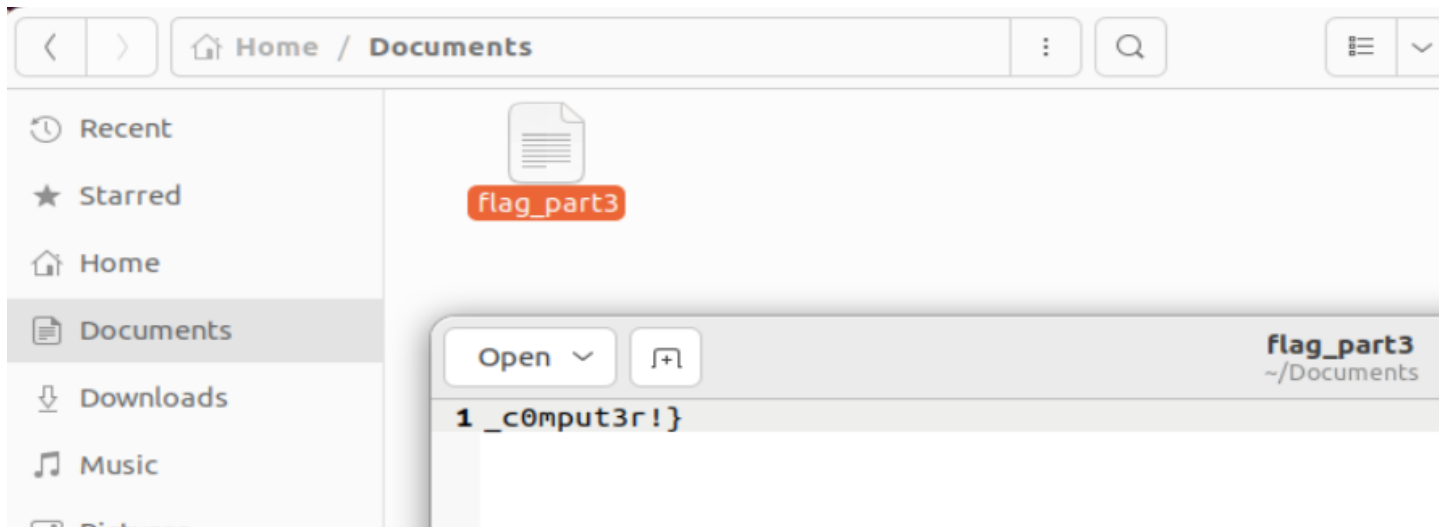 Home / Documents
Recent
Starred
Home
Documents
Downloads
Music
flag_part3
Open
flag_part3
~/Documents
1 _c0mput3r!}